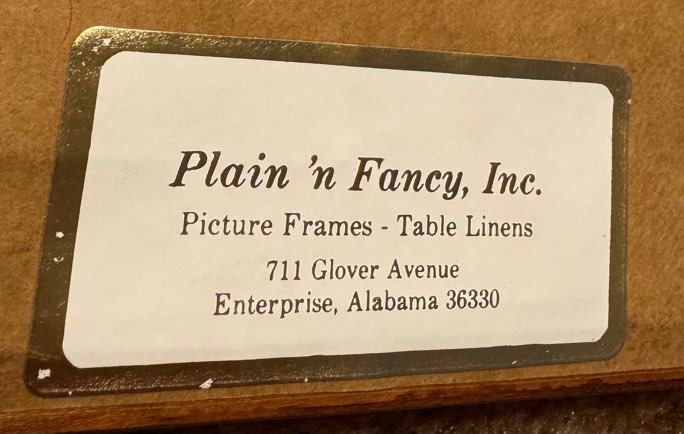 Plain 'n Fancy, Inc.
Picture Frames - Table Linens
711 Glover Avenue
Enterprise, Alabama 36330